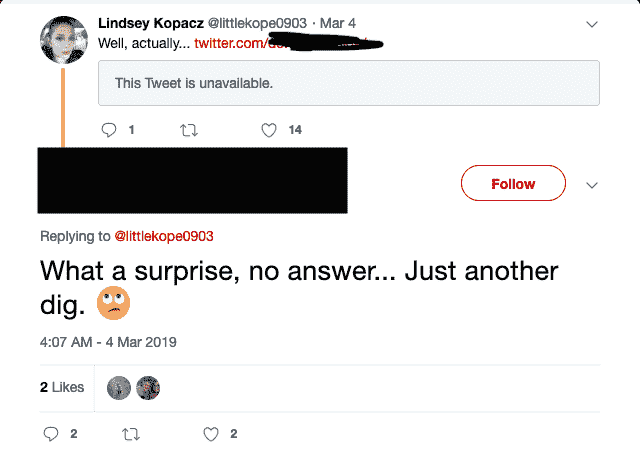 Lindsey Kopacz @littlekope0903 · Mar 4
Well, actually... twitter.com/
This Tweet is unavailable.
1 14
Follow
Replying to @littlekope0903
What a surprise, no answer... Just another
dig. 🙄
4:07 AM - 4 Mar 2019
2 Likes
2 2